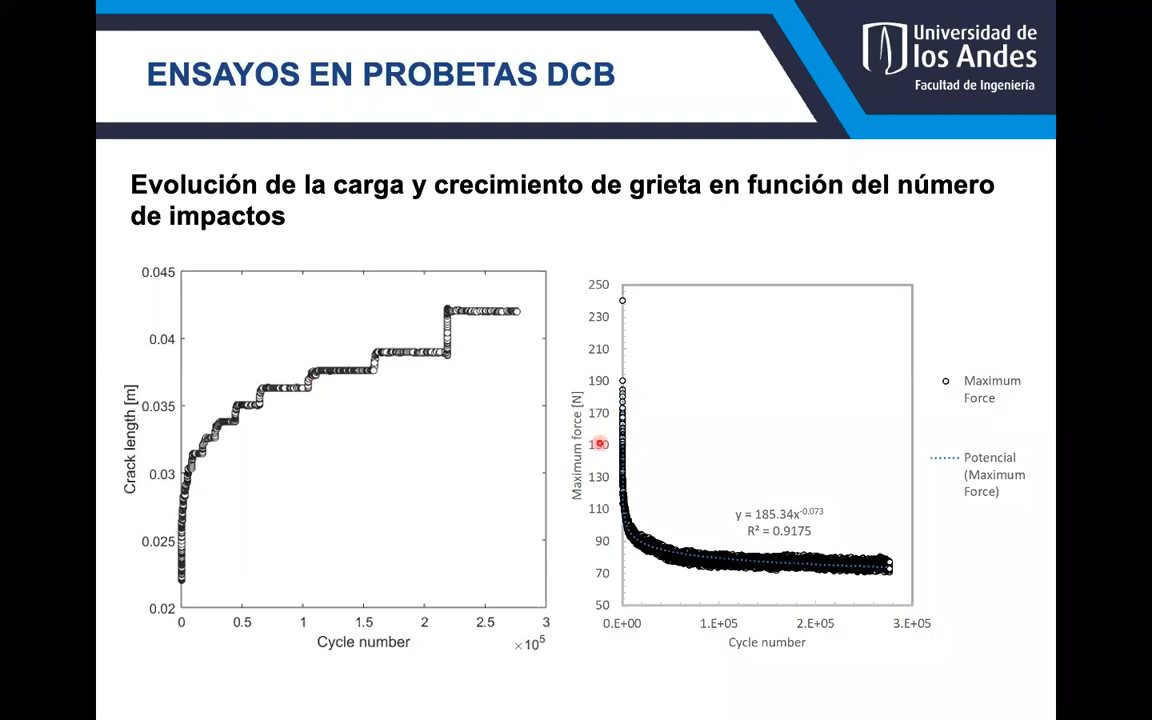 ENSAYOS EN PROBETAS DCB
Universidad de
los Andes
Facultad de Ingeniería
Evolución de la carga y crecimiento de grieta en función del número
de impactos
0.045
0.04
0.035
0.03
0.025
0.02
Crack length [m]
0 0.5 1 1.5 2 2.5 3
Cycle number
×10⁵
250
230
210
190
170
150
130
110
90
70
50
Maximum force [N]
y = 185.34x⁻⁰·⁰⁷³
R² = 0.9175
0.E+00 1.E+05 2.E+05 3.E+05
Cycle number
Maximum
Force
Potencial
(Maximum
Force)